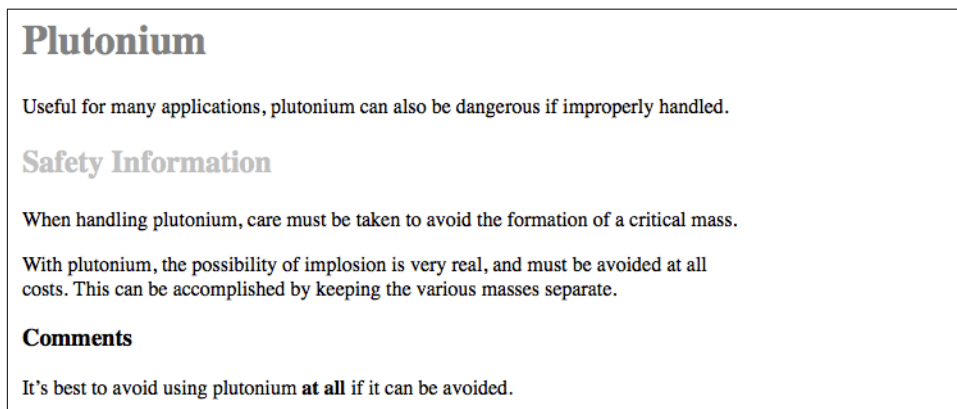 Plutonium
Useful for many applications, plutonium can also be dangerous if improperly handled.
Safety Information
When handling plutonium, care must be taken to avoid the formation of a critical mass.
With plutonium, the possibility of implosion is very real, and must be avoided at all
costs. This can be accomplished by keeping the various masses separate.
Comments
It’s best to avoid using plutonium at all if it can be avoided.